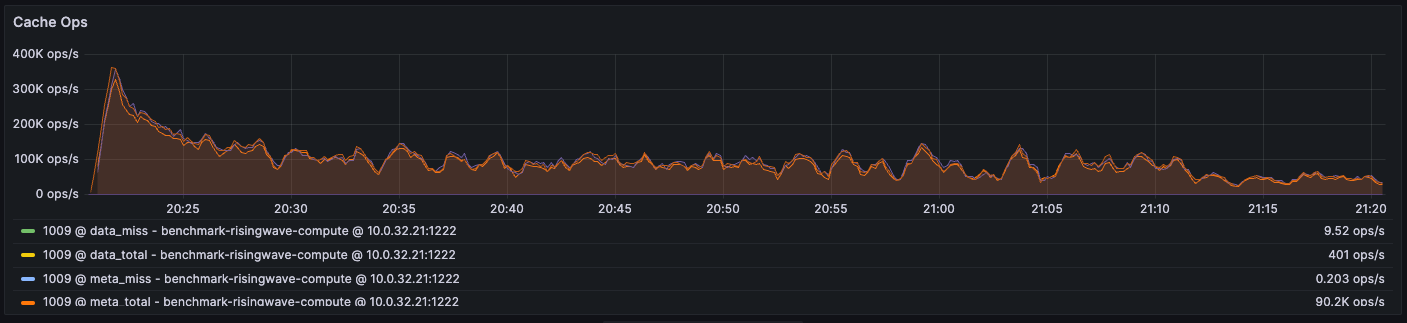 Cache Ops
400K ops/s
300K ops/s
200K ops/s
100K ops/s
0 ops/s
20:25 20:30 20:35 20:40 20:45 20:50 20:55 21:00 21:05 21:10 21:15 21:20
1009 @ data_miss - benchmark-risingwave-compute @ 10.0.32.21:1222 9.52 ops/s
1009 @ data_total - benchmark-risingwave-compute @ 10.0.32.21:1222 401 ops/s
1009 @ meta_miss - benchmark-risingwave-compute @ 10.0.32.21:1222 0.203 ops/s
1009 @ meta_total - benchmark-risingwave-compute @ 10.0.32.21:1222 90.2K ops/s